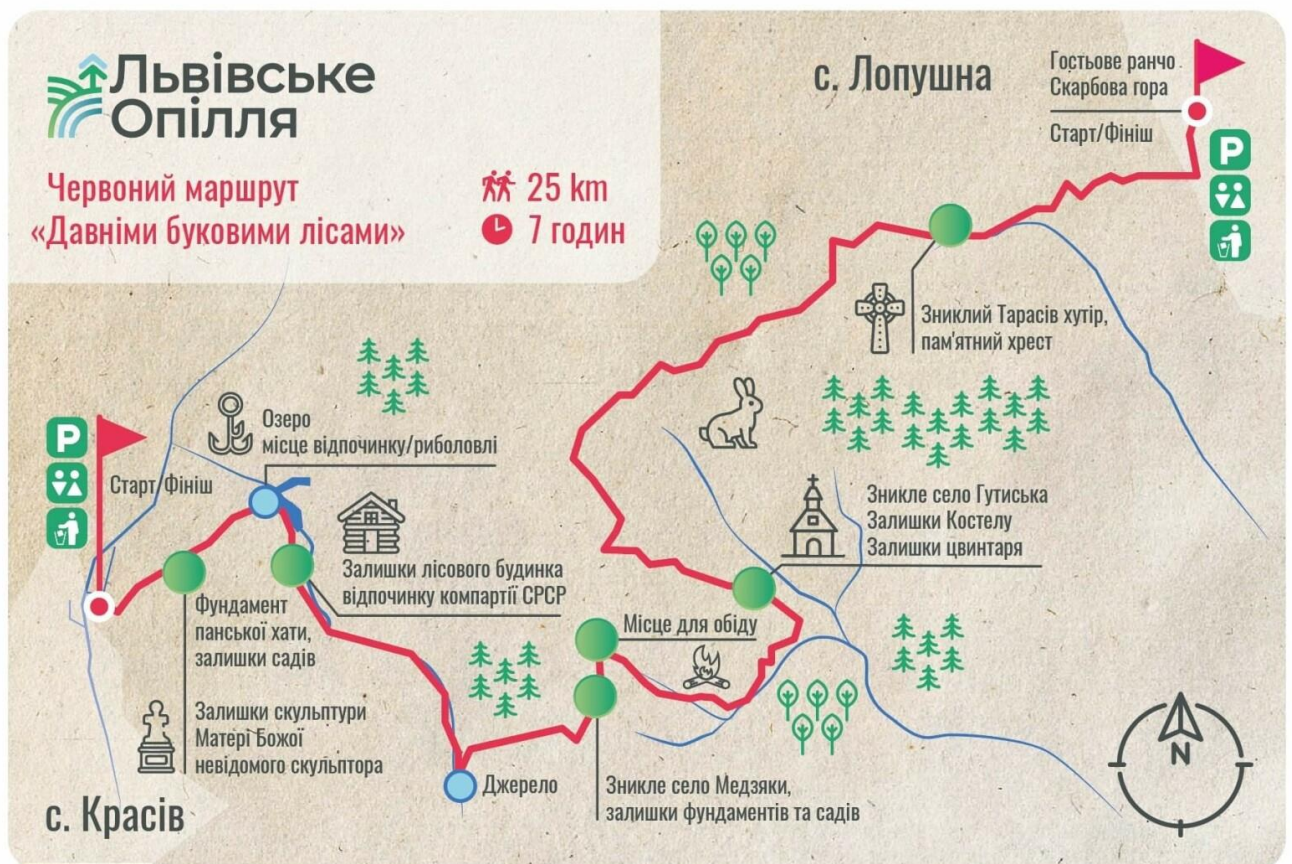 Львівське
Опілля
Червоний маршрут
«Давніми буковими лісами»
25 km
7 годин
с. Лопушна
Гостьове ранчо
Скарбова гора
Старт/Фініш
P
Зниклий Тарасів хутір,
пам'ятний хрест
P
Старт/Фініш
Озеро
місце відпочинку/риболовлі
Залишки лісового будинка
відпочинку компартії СРСР
Зникле село Гутиська
Залишки Костелу
Залишки цвинтаря
Фундамент
панської хати,
залишки садів
Місце для обіду
Залишки скульптури
Матері Божої
невідомого скульптора
Джерело
Зникле село Медзяки,
залишки фундаментів та садів
с. Красів
N